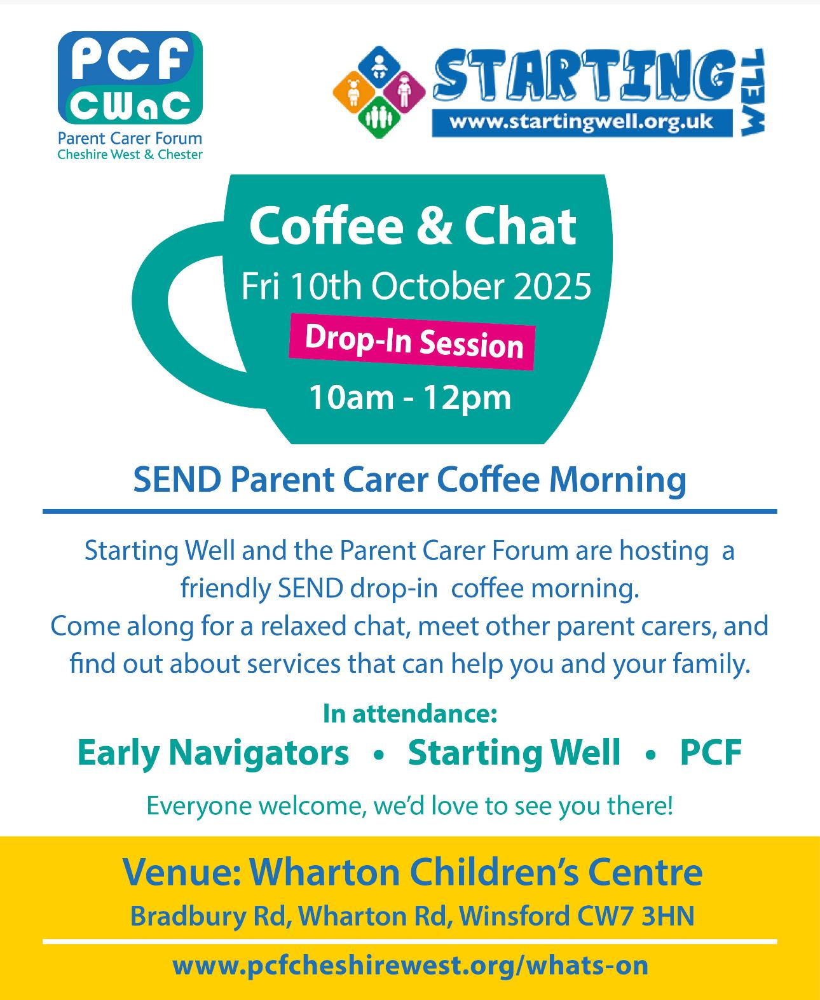 PCF
CWaC
Parent Carer Forum
Cheshire West & Chester
STARTING WELL
www.startingwell.org.uk
Coffee & Chat
Fri 10th October 2025
Drop-In Session
10am - 12pm
SEND Parent Carer Coffee Morning
Starting Well and the Parent Carer Forum are hosting  a
friendly SEND drop-in  coffee morning.
Come along for a relaxed chat, meet other parent carers, and
find out about services that can help you and your family.
In attendance:
Early Navigators • Starting Well • PCF
Everyone welcome, we’d love to see you there!
Venue: Wharton Children’s Centre
Bradbury Rd, Wharton Rd, Winsford CW7 3HN
www.pcfcheshirewest.org/whats-on